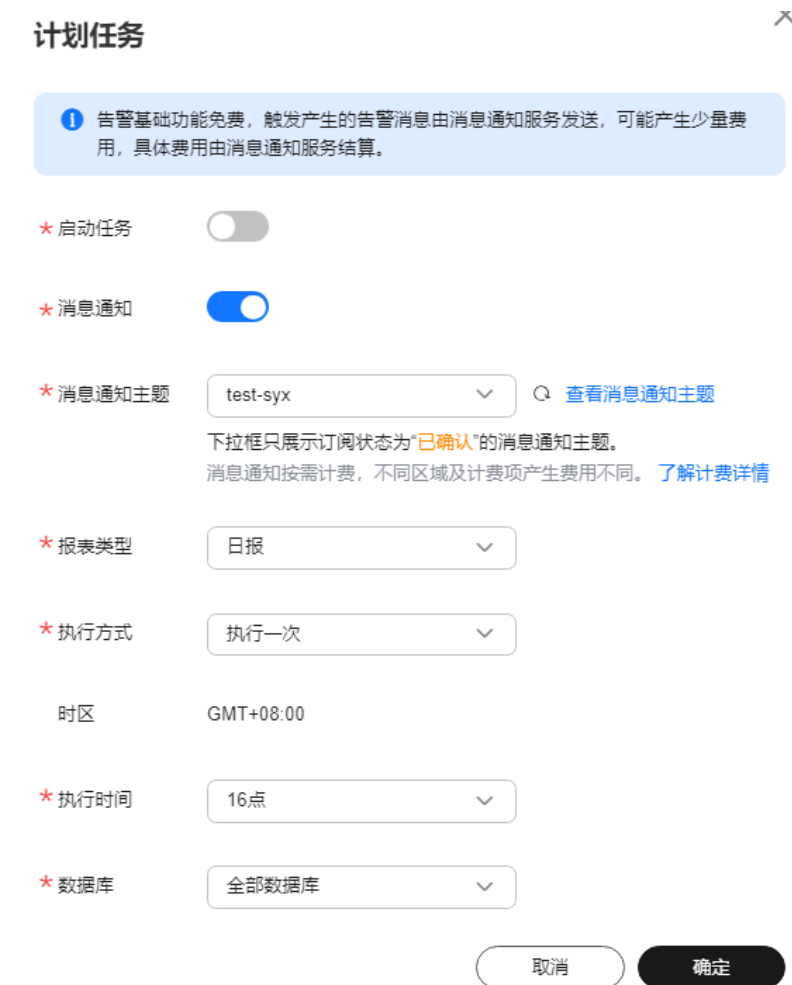 计划任务
告警基础功能免费，触发产生的告警消息由消息通知服务发送，可能产生少量费
用，具体费用由消息通知服务结算。
* 启动任务
* 消息通知
* 消息通知主题 test-syx 查看消息通知主题
下拉框只展示订阅状态为“已确认”的消息通知主题。
消息通知按需计费，不同区域及计费项产生费用不同。 了解计费详情
* 报表类型 日报
* 执行方式 执行一次
时区 GMT+08:00
* 执行时间 16点
* 数据库 全部数据库
取消 确定